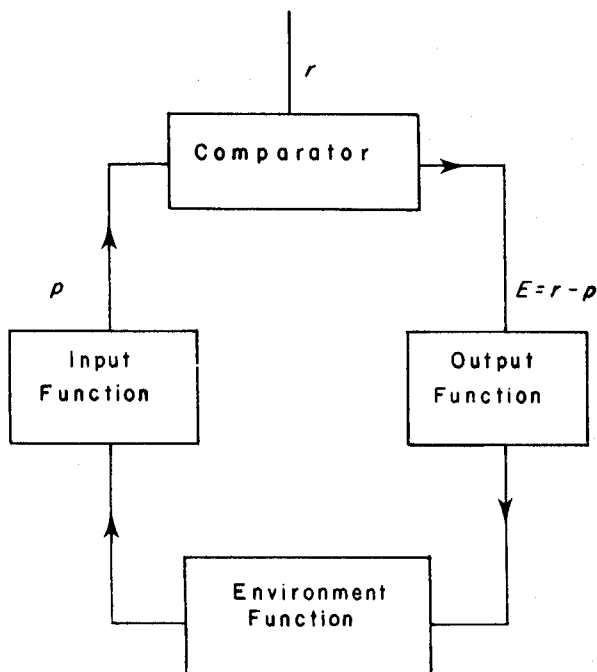 r
Comparator
p
E = r - p
Input
Function
Output
Function
Environment
Function